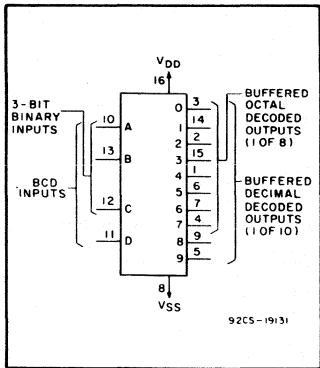 VDD
16
3-BIT
BINARY
INPUTS
BCD
INPUTS
10 A
13 B
12 C
11 D
0 3
1 14
2 2
3 15
4 1
5 6
6 7
7 4
8 9
9 5
BUFFERED
OCTAL
DECODED
OUTPUTS
(1 OF 8)
BUFFERED
DECIMAL
DECODED
OUTPUTS
(1 OF 10)
8
VSS
92CS-19131